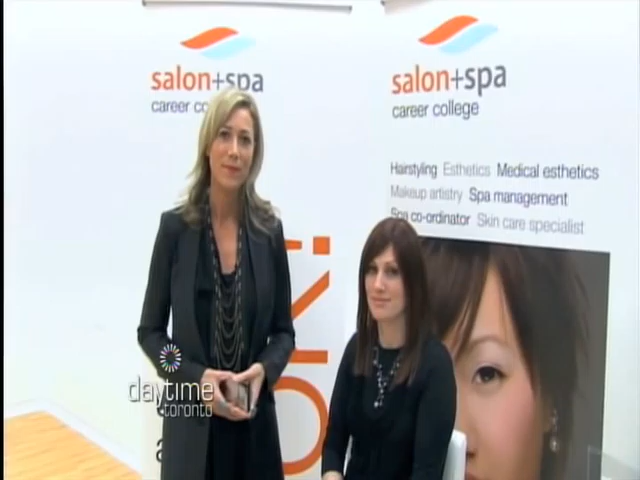 salon+spa
career co
salon+spa
career college
Hairstyling Esthetics Medical esthetics
Makeup artistry Spa management
Spa co-ordinator Skin care specialist
daytime
toronto